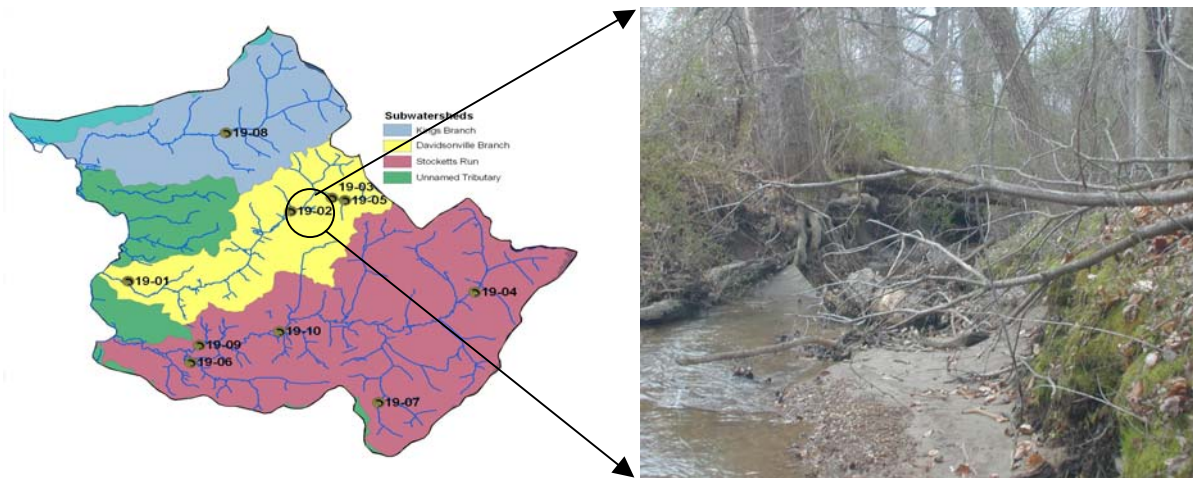 Subwatersheds
Kings Branch
Davidsonville Branch
Stocketts Run
Unnamed Tributary
19-08
19-03
19-05
19-02
19-01
19-04
19-10
19-09
19-06
19-07